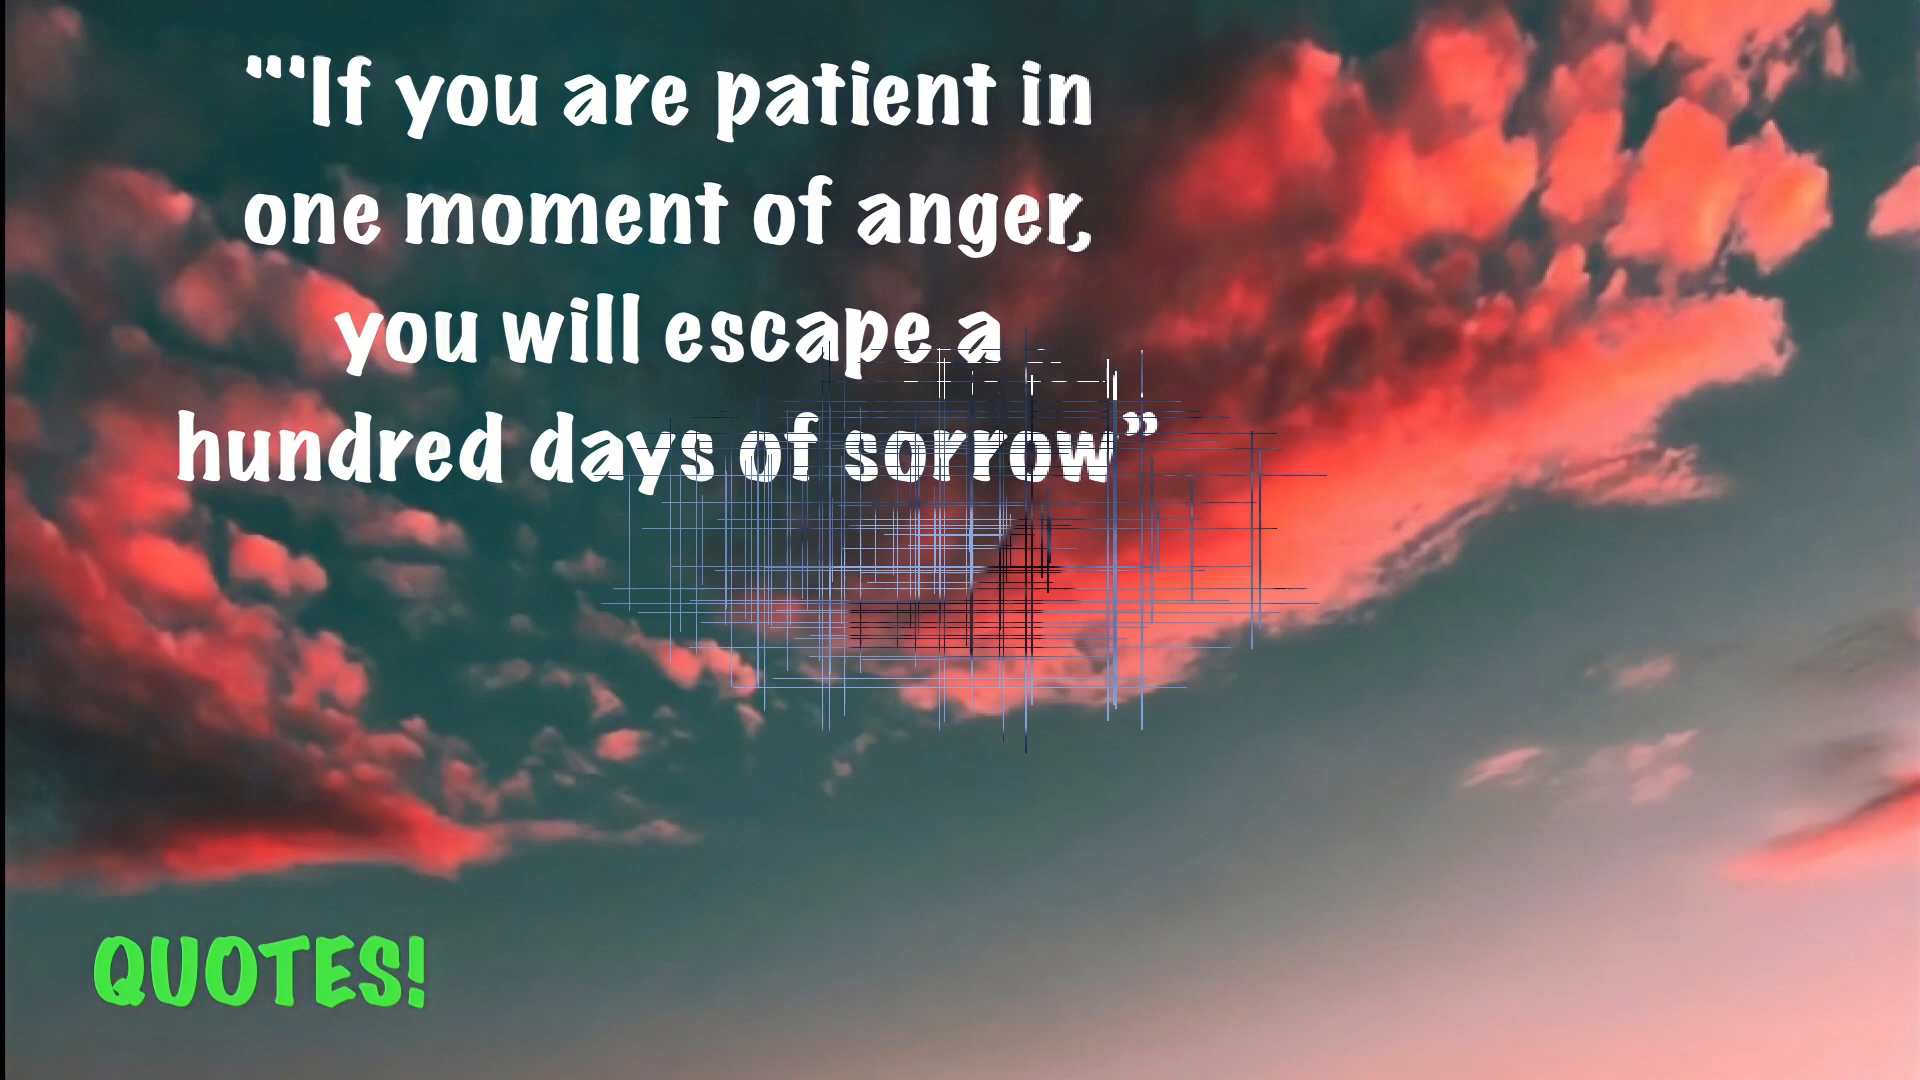 “‘If you are patient in
one moment of anger,
you will escape a
hundred days of sorrow”
QUOTES!